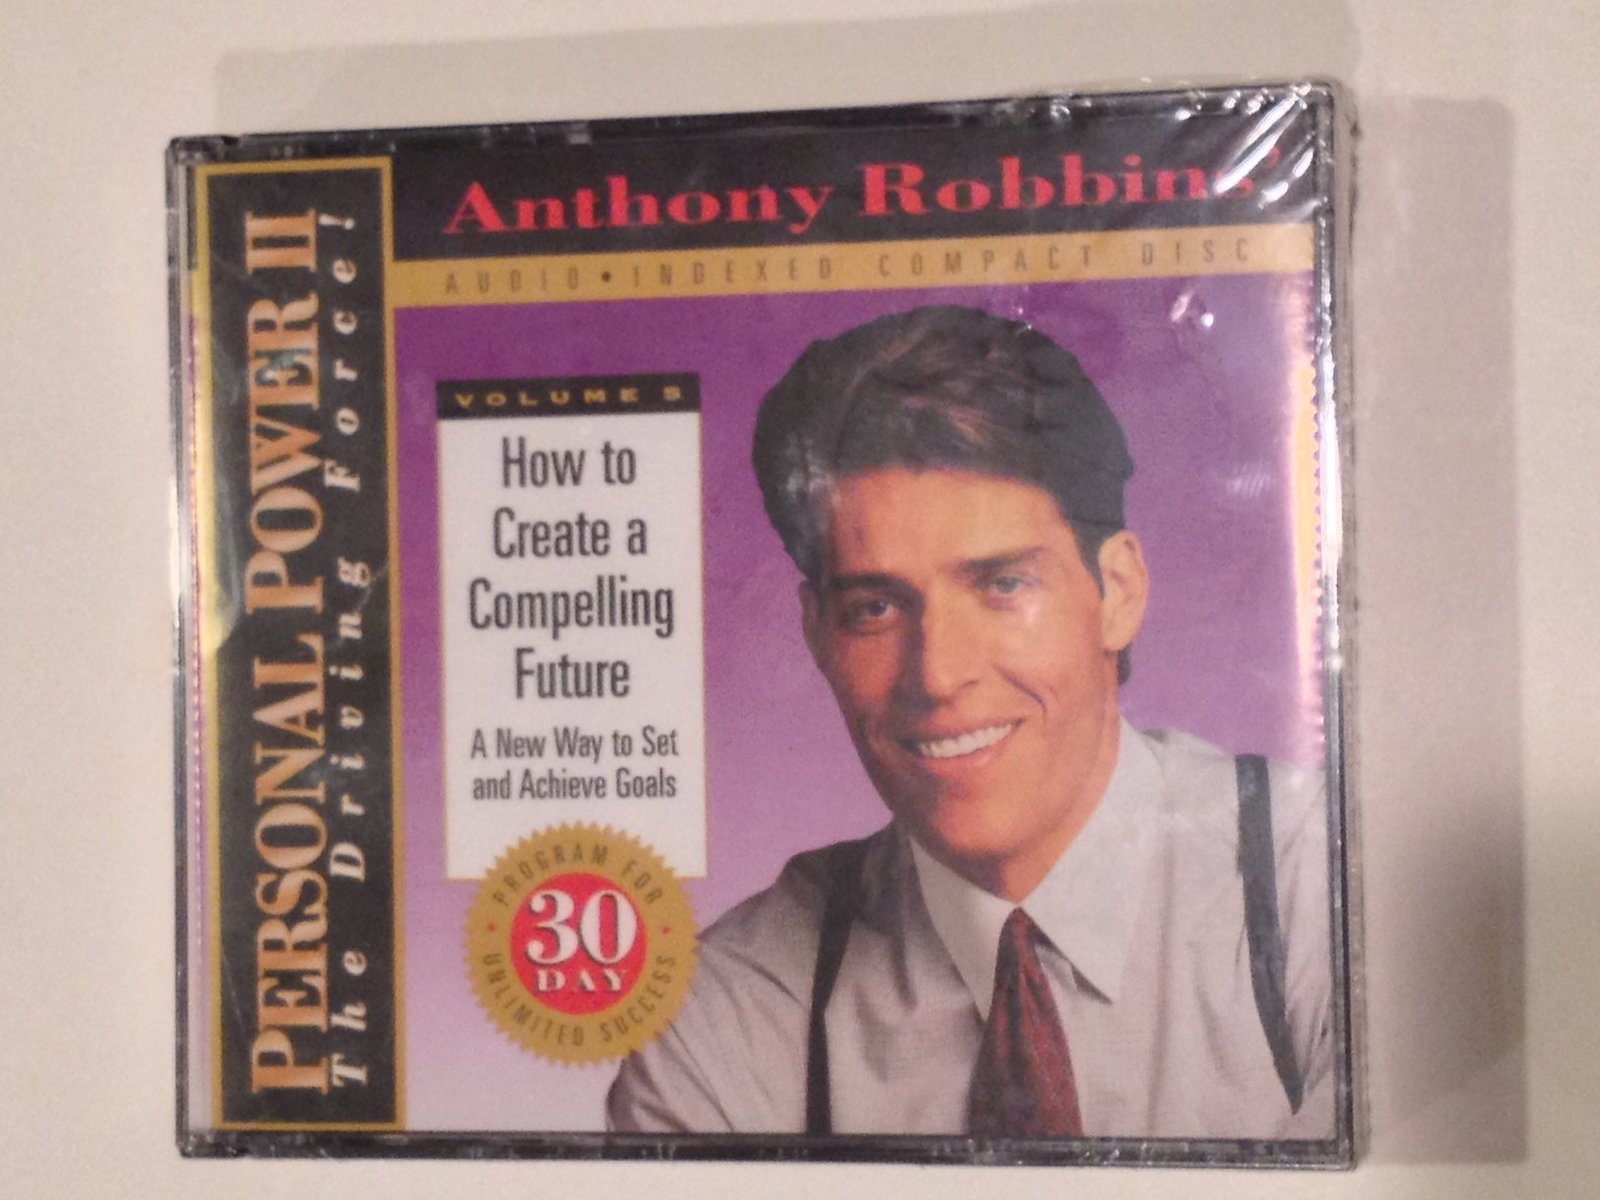 Anthony Robbins'
AUDIO • INDEXED COMPACT DISC
PERSONAL POWER II
The Driving Force!
VOLUME 5
How to
Create a
Compelling
Future
A New Way to Set
and Achieve Goals
PROGRAM FOR
30
DAY
UNLIMITED SUCCESS